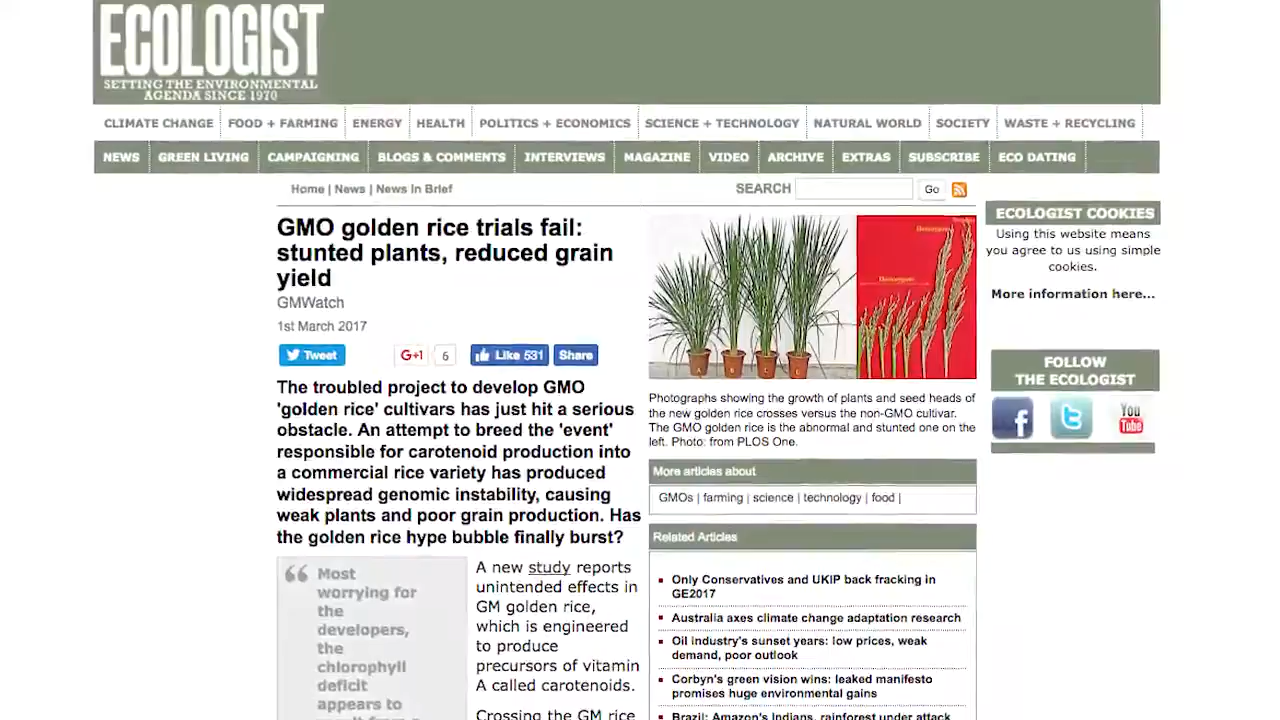 ECOLOGIST
SETTING THE ENVIRONMENTAL
AGENDA SINCE 1970
CLIMATE CHANGE FOOD + FARMING ENERGY HEALTH POLITICS + ECONOMICS SCIENCE + TECHNOLOGY NATURAL WORLD SOCIETY WASTE + RECYCLING
NEWS GREEN LIVING CAMPAIGNING BLOGS & COMMENTS INTERVIEWS MAGAZINE VIDEO ARCHIVE EXTRAS SUBSCRIBE ECO DATING
Home | News | News In Brief
SEARCH Go
GMO golden rice trials fail:
stunted plants, reduced grain
yield
GMWatch
1st March 2017
Tweet G+1 6 Like 531 Share
The troubled project to develop GMO
'golden rice' cultivars has just hit a serious
obstacle. An attempt to breed the 'event'
responsible for carotenoid production into
a commercial rice variety has produced
widespread genomic instability, causing
weak plants and poor grain production. Has
the golden rice hype bubble finally burst?
Most
worrying for
the
developers,
the
chlorophyll
deficit
appears to
A new study reports
unintended effects in
GM golden rice,
which is engineered
to produce
precursors of vitamin
A called carotenoids.
Crossing the GM rice
Photographs showing the growth of plants and seed heads of
the new golden rice crosses versus the non-GMO cultivar.
The GMO golden rice is the abnormal and stunted one on the
left. Photo: from PLOS One.
More articles about
GMOs | farming | science | technology | food |
Related Articles
Only Conservatives and UKIP back fracking in
GE2017
Australia axes climate change adaptation research
Oil industry's sunset years: low prices, weak
demand, poor outlook
Corbyn's green vision wins: leaked manifesto
promises huge environmental gains
Brazil: Amazon's Indians, rainforest under attack
ECOLOGIST COOKIES
Using this website means
you agree to us using simple
cookies.
More information here...
FOLLOW
THE ECOLOGIST
You
Tube